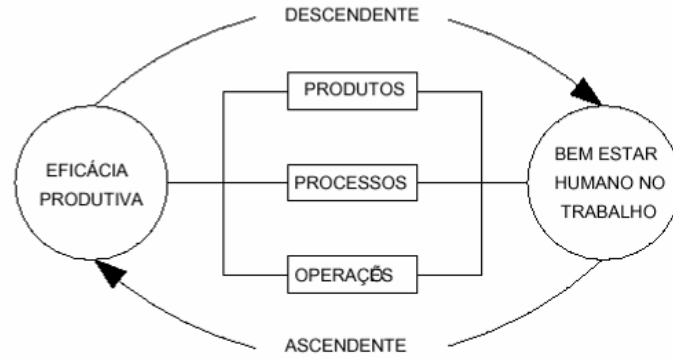 DESCENDENTE
PRODUTOS
EFICÁCIA
PRODUTIVA
PROCESSOS
BEM ESTAR
HUMANO NO
TRABALHO
OPERAÇÕES
ASCENDENTE